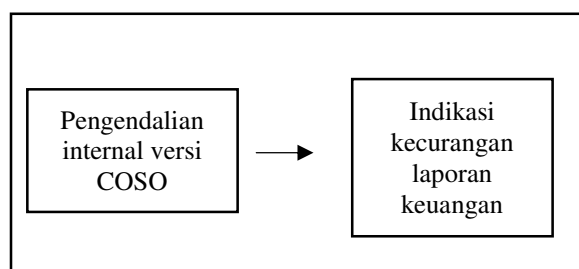 Pengendalian
internal versi
COSO
Indikasi
kecurangan
laporan
keuangan